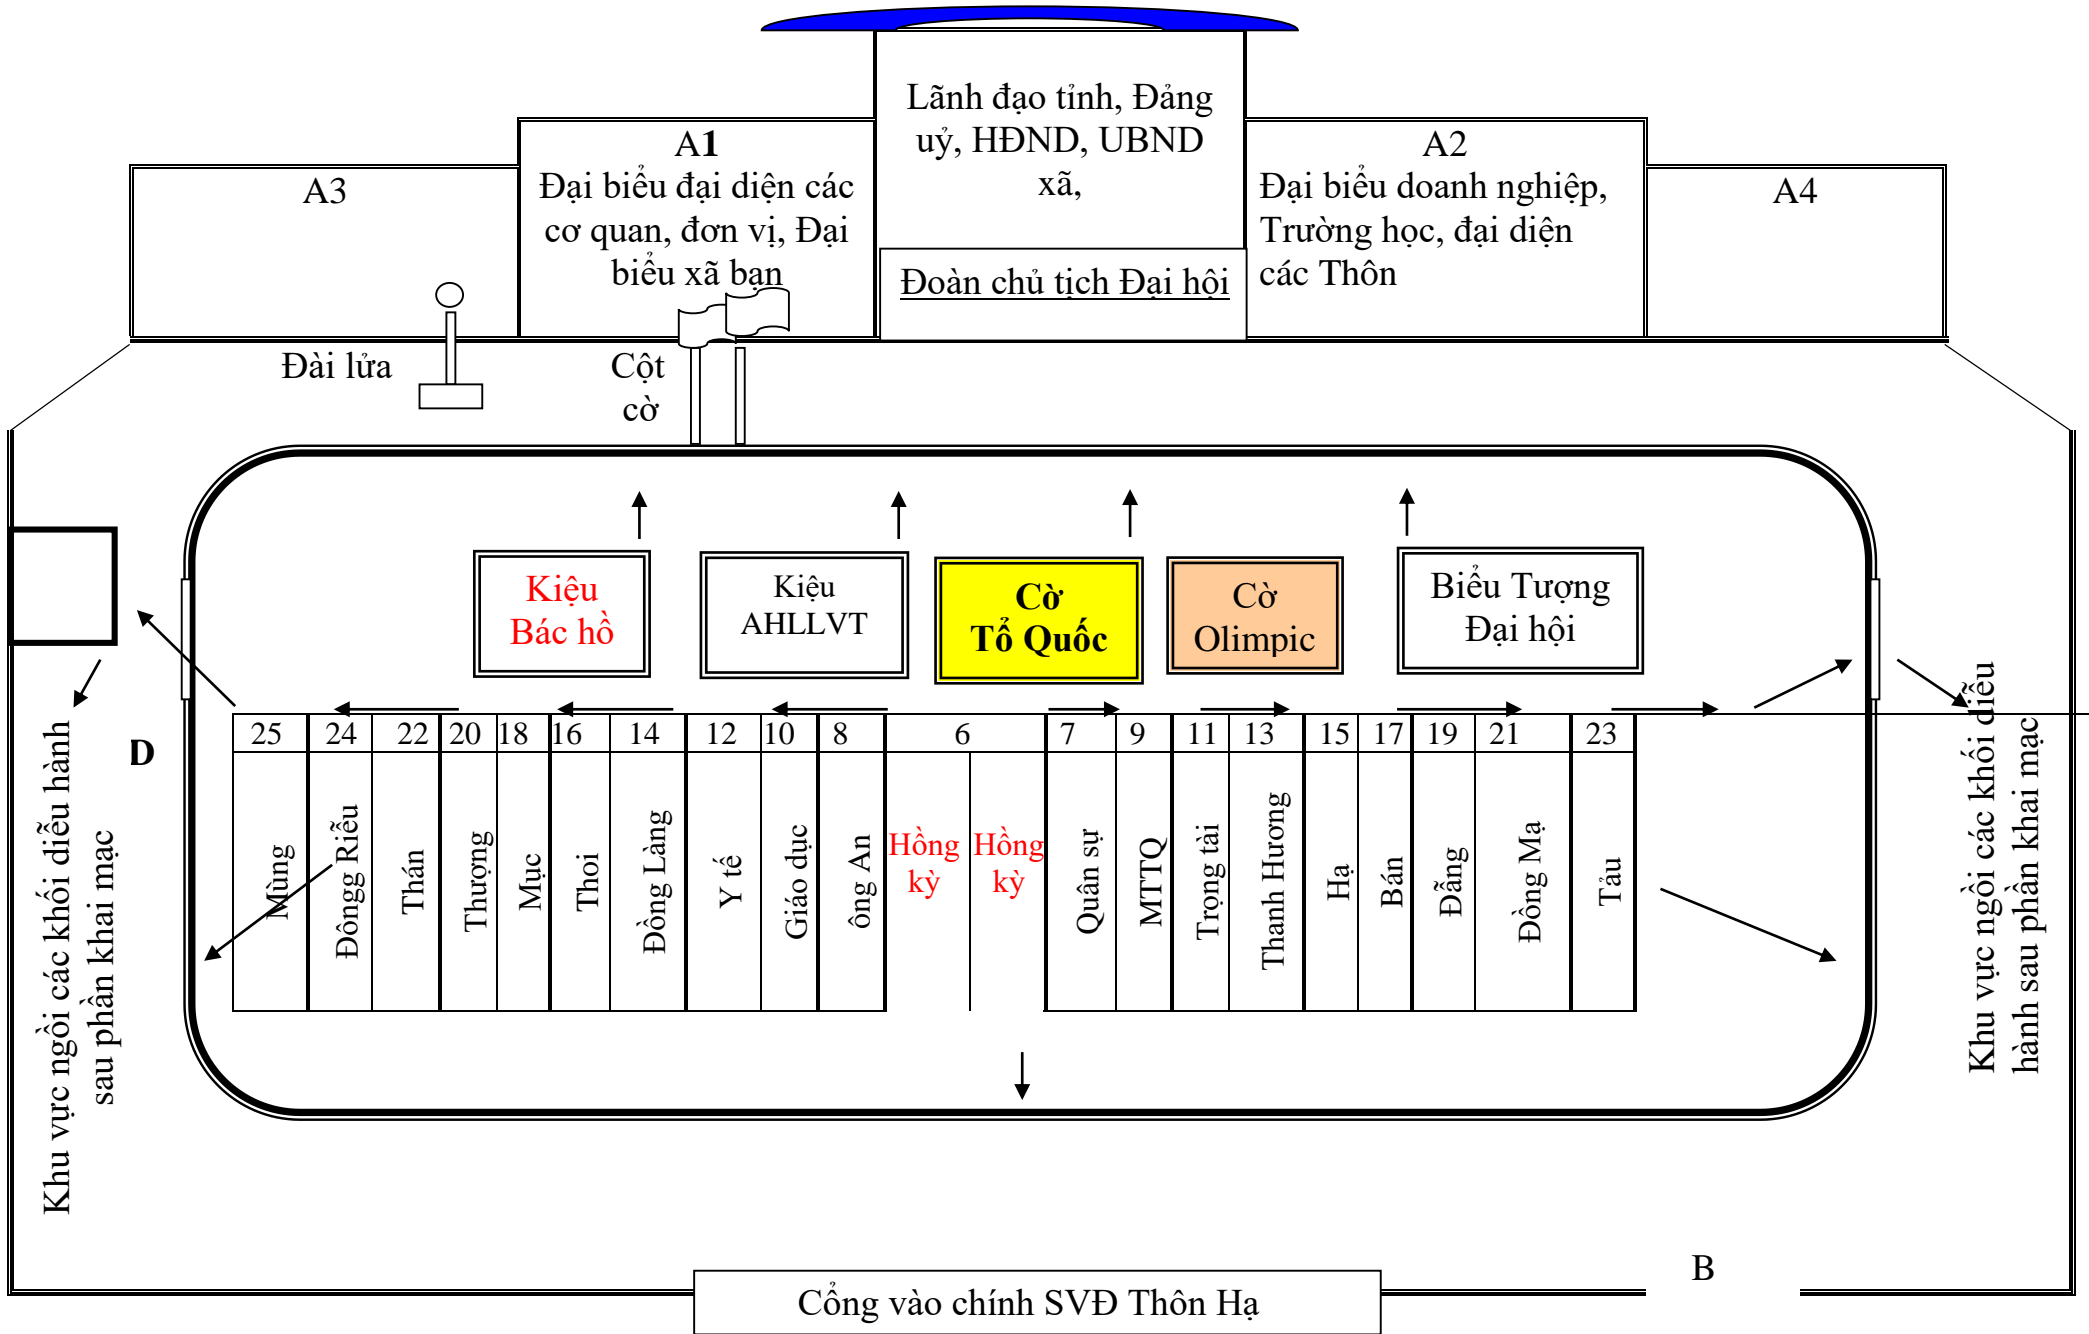 Lãnh đạo tỉnh, Đảng
uỷ, HĐND, UBND
xã,
A1
Đại biểu đại diện các
cơ quan, đơn vị, Đại
biểu xã bạn
A2
Đại biểu doanh nghiệp,
Trường học, đại diện
các Thôn
A3
A4
Đoàn chủ tịch Đại hội
Đài lửa
Cột
cờ
Kiệu
Bác hồ
Kiệu
AHLLVT
Cờ
Tổ Quốc
Cờ
Olimpic
Biểu Tượng
Đại hội
D
25 24 22 20 18 16 14 12 10 8 6 7 9 11 13 15 17 19 21 23
Mùng
Đôngg Riễu
Thán
Thượng
Mục
Thoi
Đồng Làng
Y tế
Giáo dục
ông An
Hồng
kỳ
Hồng
kỳ
Quân sự
MTTQ
Trọng tài
Thanh Hương
Hạ
Bán
Đẵng
Đồng Mạ
Tảu
Khu vực ngồi các khối diễu hành
sau phần khai mạc
Khu vực ngồi các khối diễu
hành sau phần khai mạc
B
Cổng vào chính SVĐ Thôn Hạ